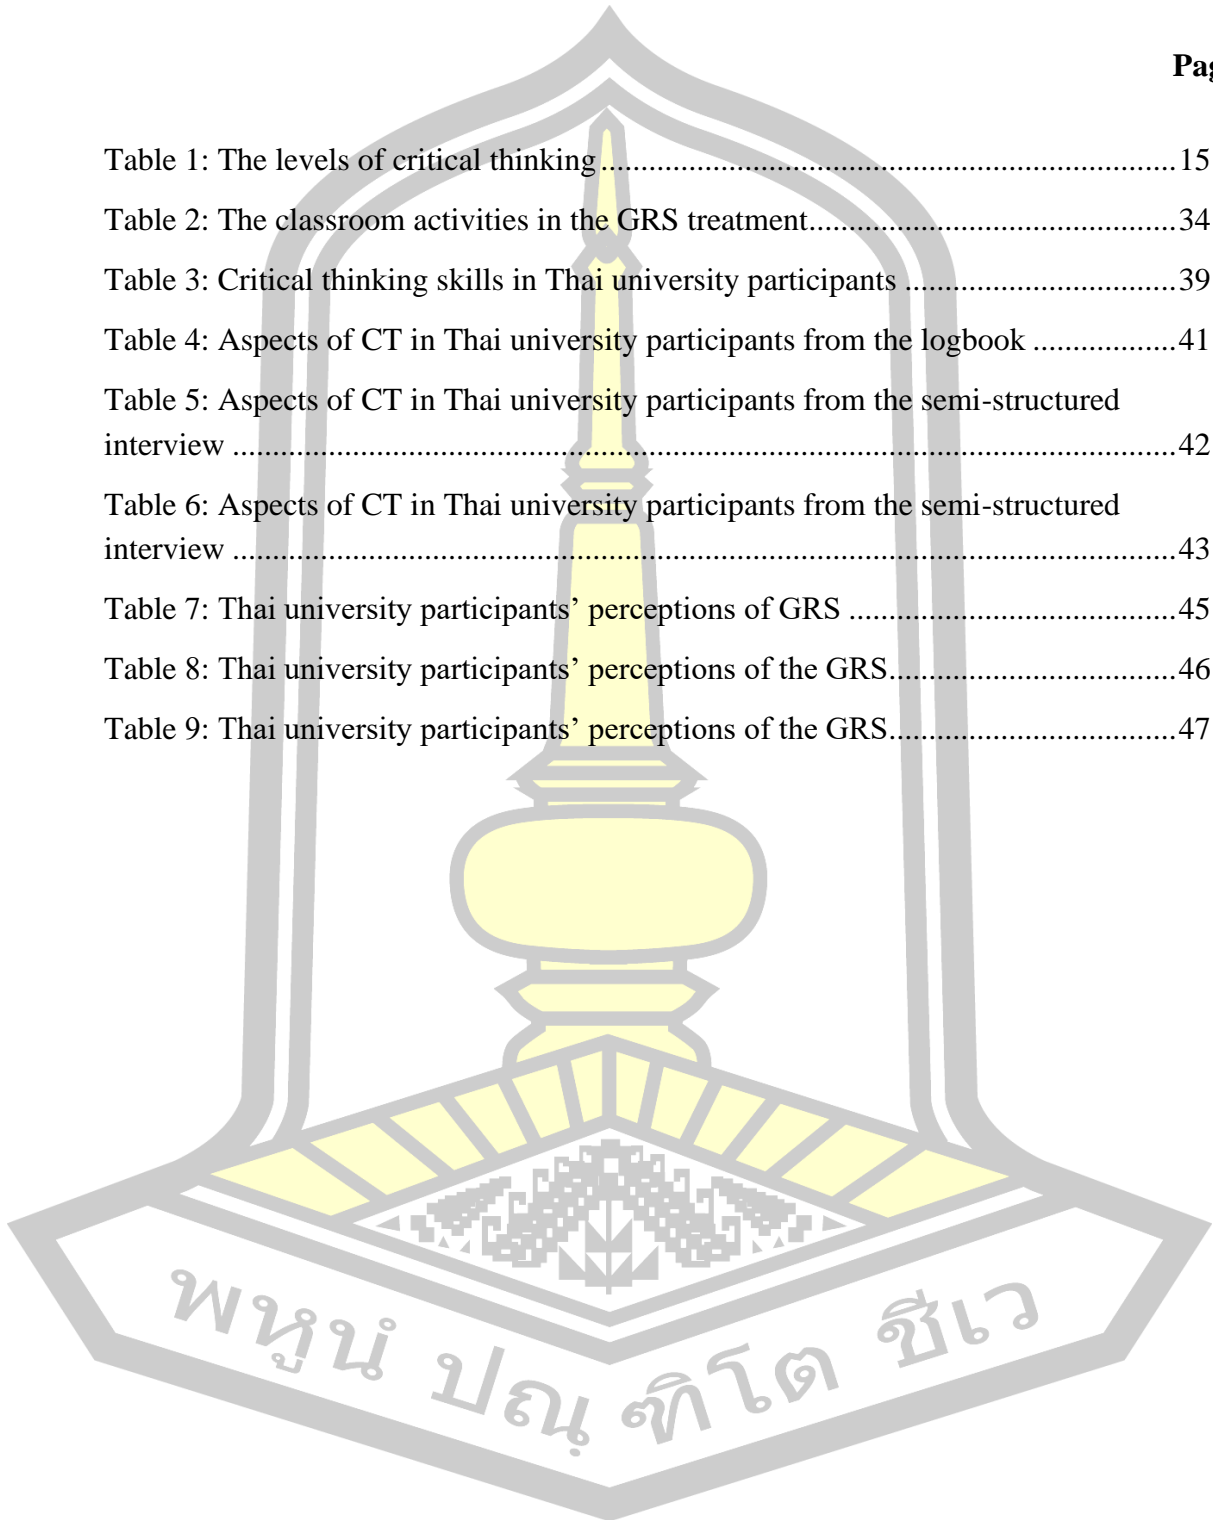 Pag
Table 1: The levels of critical thinking............................................................................15
Table 2: The classroom activities in the GRS treatment................................................34
Table 3: Critical thinking skills in Thai university participants ...................................39
Table 4: Aspects of CT in Thai university participants from the logbook ..................41
Table 5: Aspects of CT in Thai university participants from the semi-structured
interview ........................................................................................................................42
Table 6: Aspects of CT in Thai university participants from the semi-structured
interview ........................................................................................................................43
Table 7: Thai university participants’ perceptions of GRS ..........................................45
Table 8: Thai university participants’ perceptions of the GRS.....................................46
Table 9: Thai university participants’ perceptions of the GRS.....................................47
พหูนํ ปณฺฑิโต ชีเว